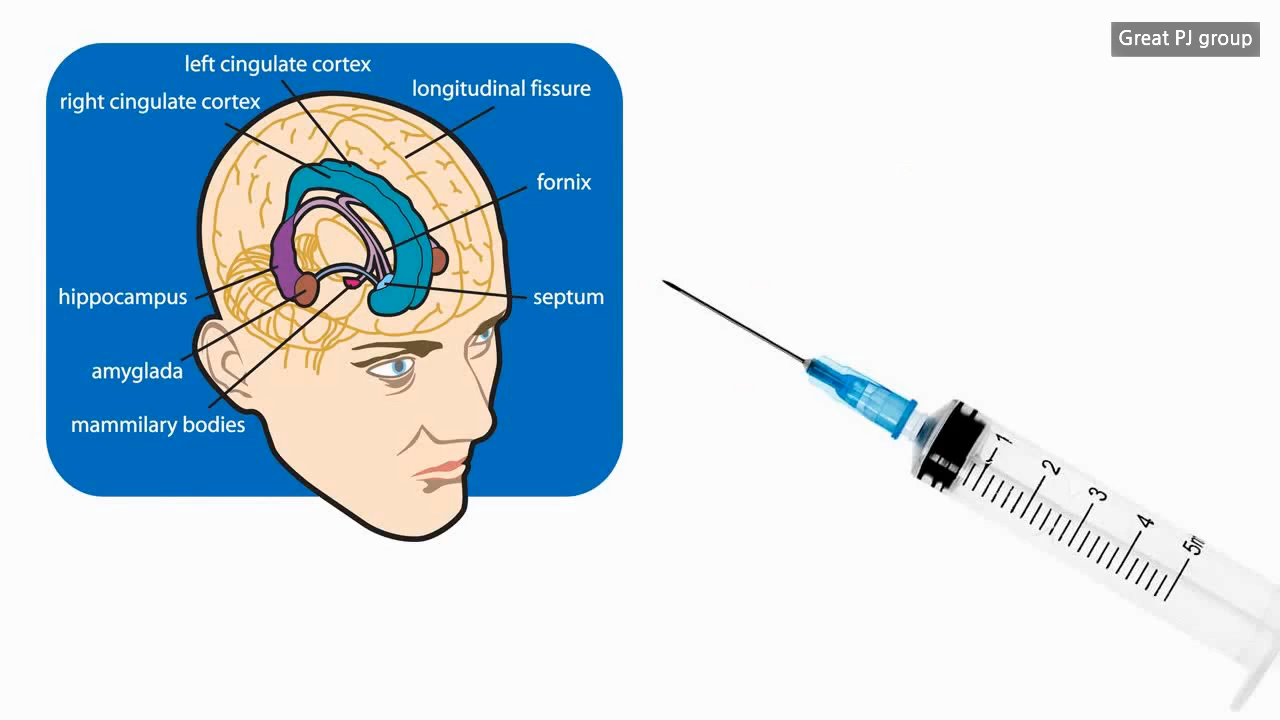 Great PJ group
left cingulate cortex
right cingulate cortex
longitudinal fissure
fornix
hippocampus
septum
amyglada
mammilary bodies
1
2
3
4
5m